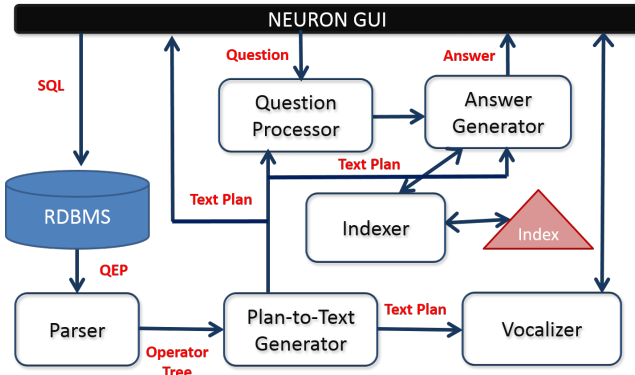 NEURON GUI
Question
Answer
SQL
Question
Processor
Answer
Generator
Text Plan
Text Plan
RDBMS
Indexer
Index
QEP
Parser
Operator
Tree
Plan-to-Text
Generator
Text Plan
Vocalizer